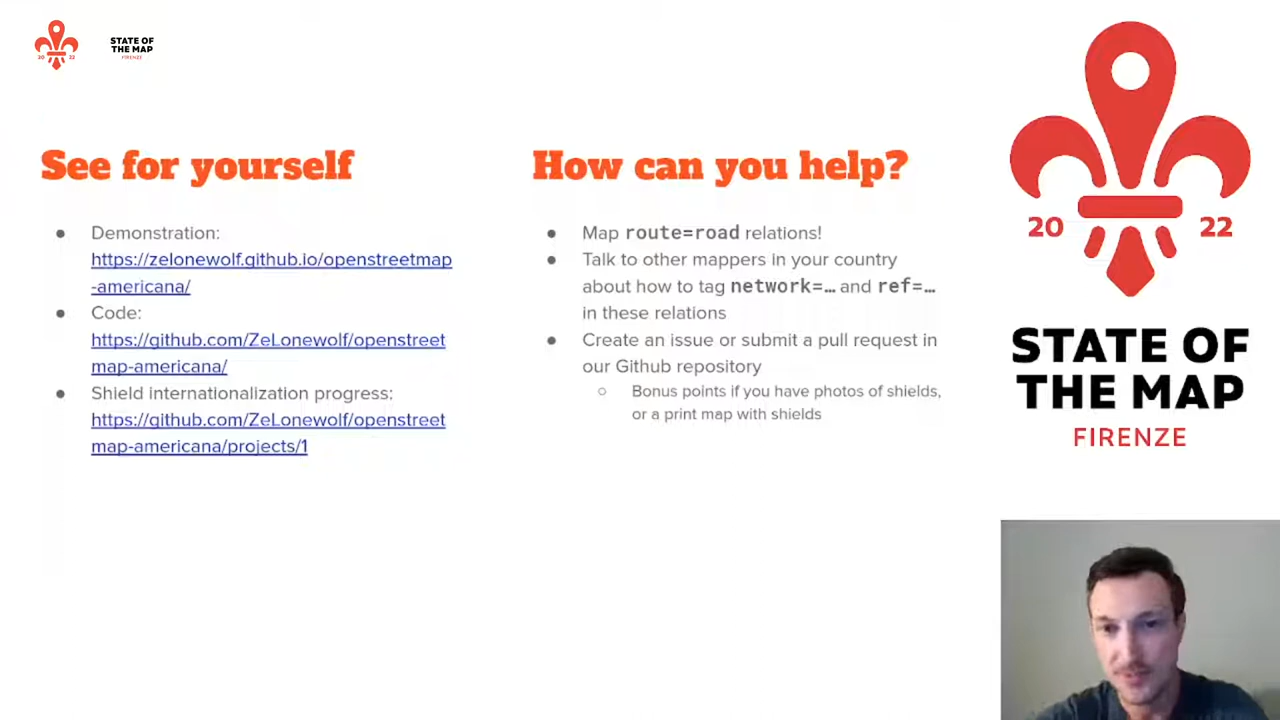 STATE OF
THE MAP
FIRENZE
20 22
See for yourself
● Demonstration:
https://zelonewolf.github.io/openstreetmap
-americana/
● Code:
https://github.com/ZeLonewolf/openstreet
map-americana/
● Shield internationalization progress:
https://github.com/ZeLonewolf/openstreet
map-americana/projects/1
How can you help?
● Map route=road relations!
● Talk to other mappers in your country
about how to tag network=… and ref=…
in these relations
● Create an issue or submit a pull request in
our Github repository
○ Bonus points if you have photos of shields,
or a print map with shields
20 22
STATE OF
THE MAP
FIRENZE